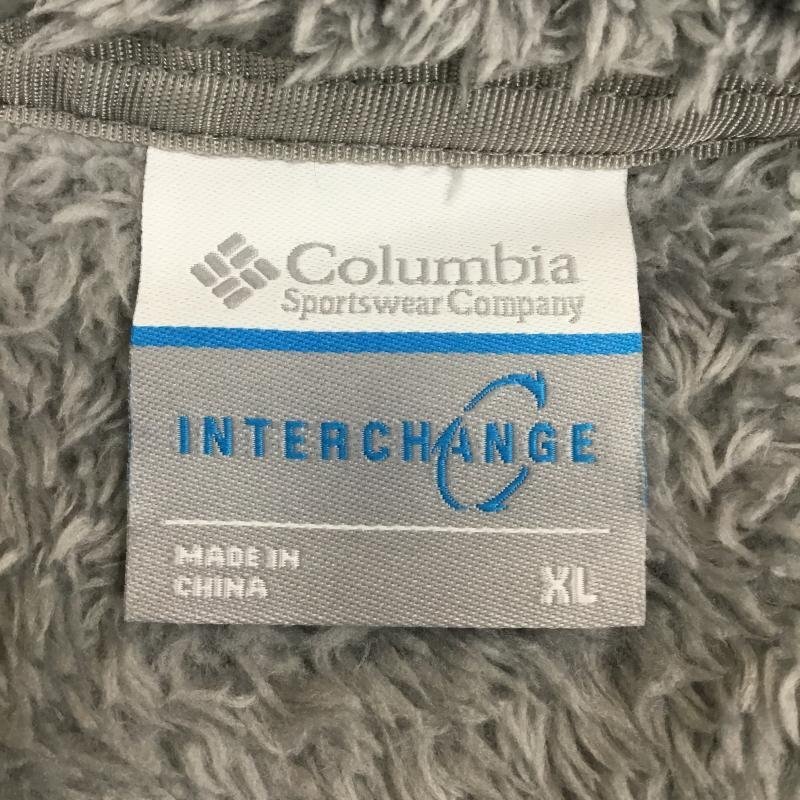 Columbia
Sportswear Company
INTERCHANGE
MADE IN
CHINA
XL